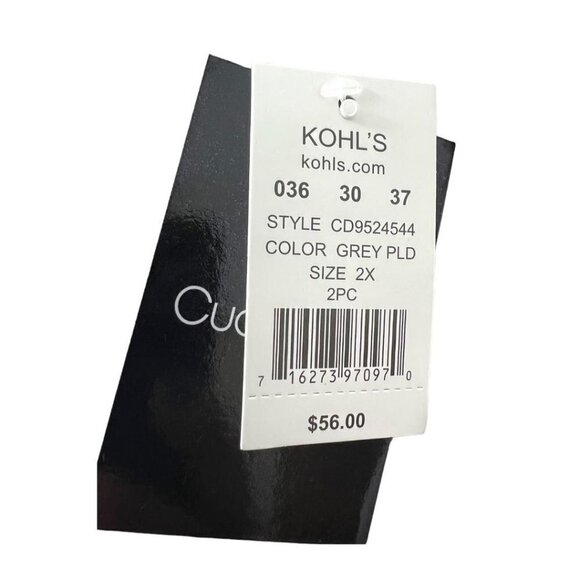 KOHL'S
kohls.com
036 30 37
STYLE CD9524544
COLOR GREY PLD
SIZE 2X
2PC
7 16273 97097 0
$56.00
Cu